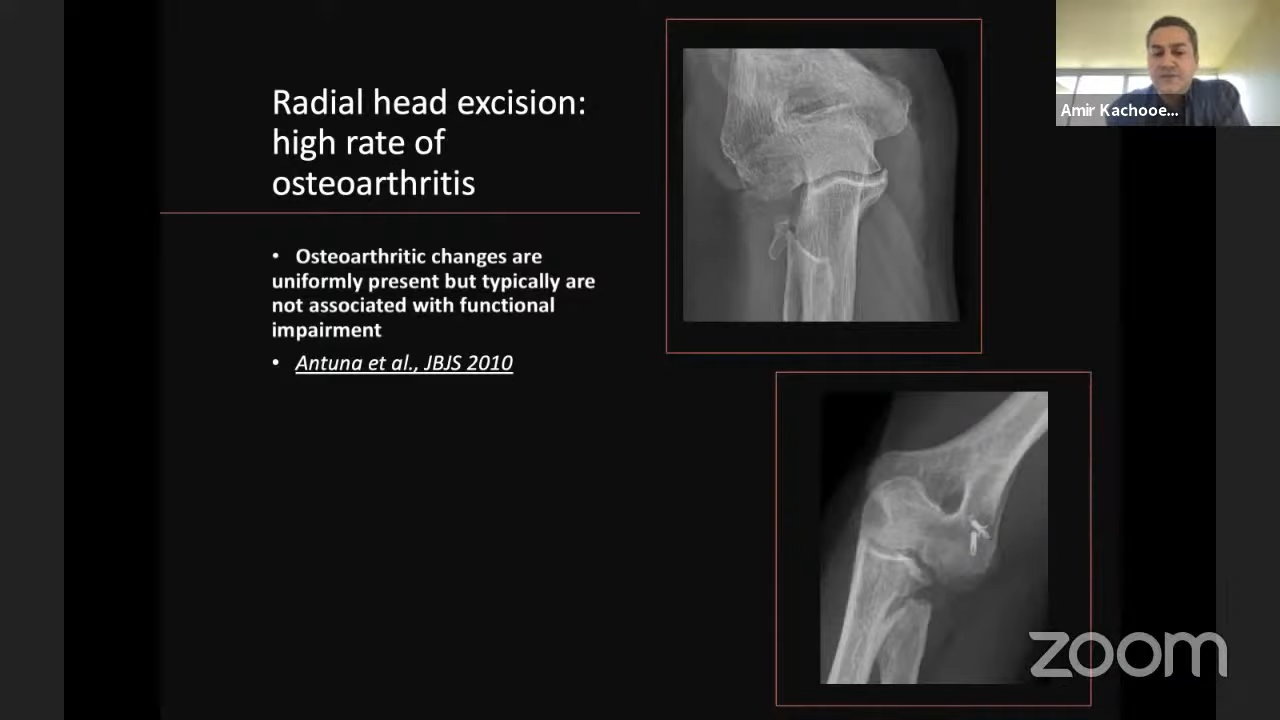 Radial head excision:
high rate of
osteoarthritis
• Osteoarthritic changes are
uniformly present but typically are
not associated with functional
impairment
• Antuna et al., JBJS 2010
Amir Kachooe...
zoom